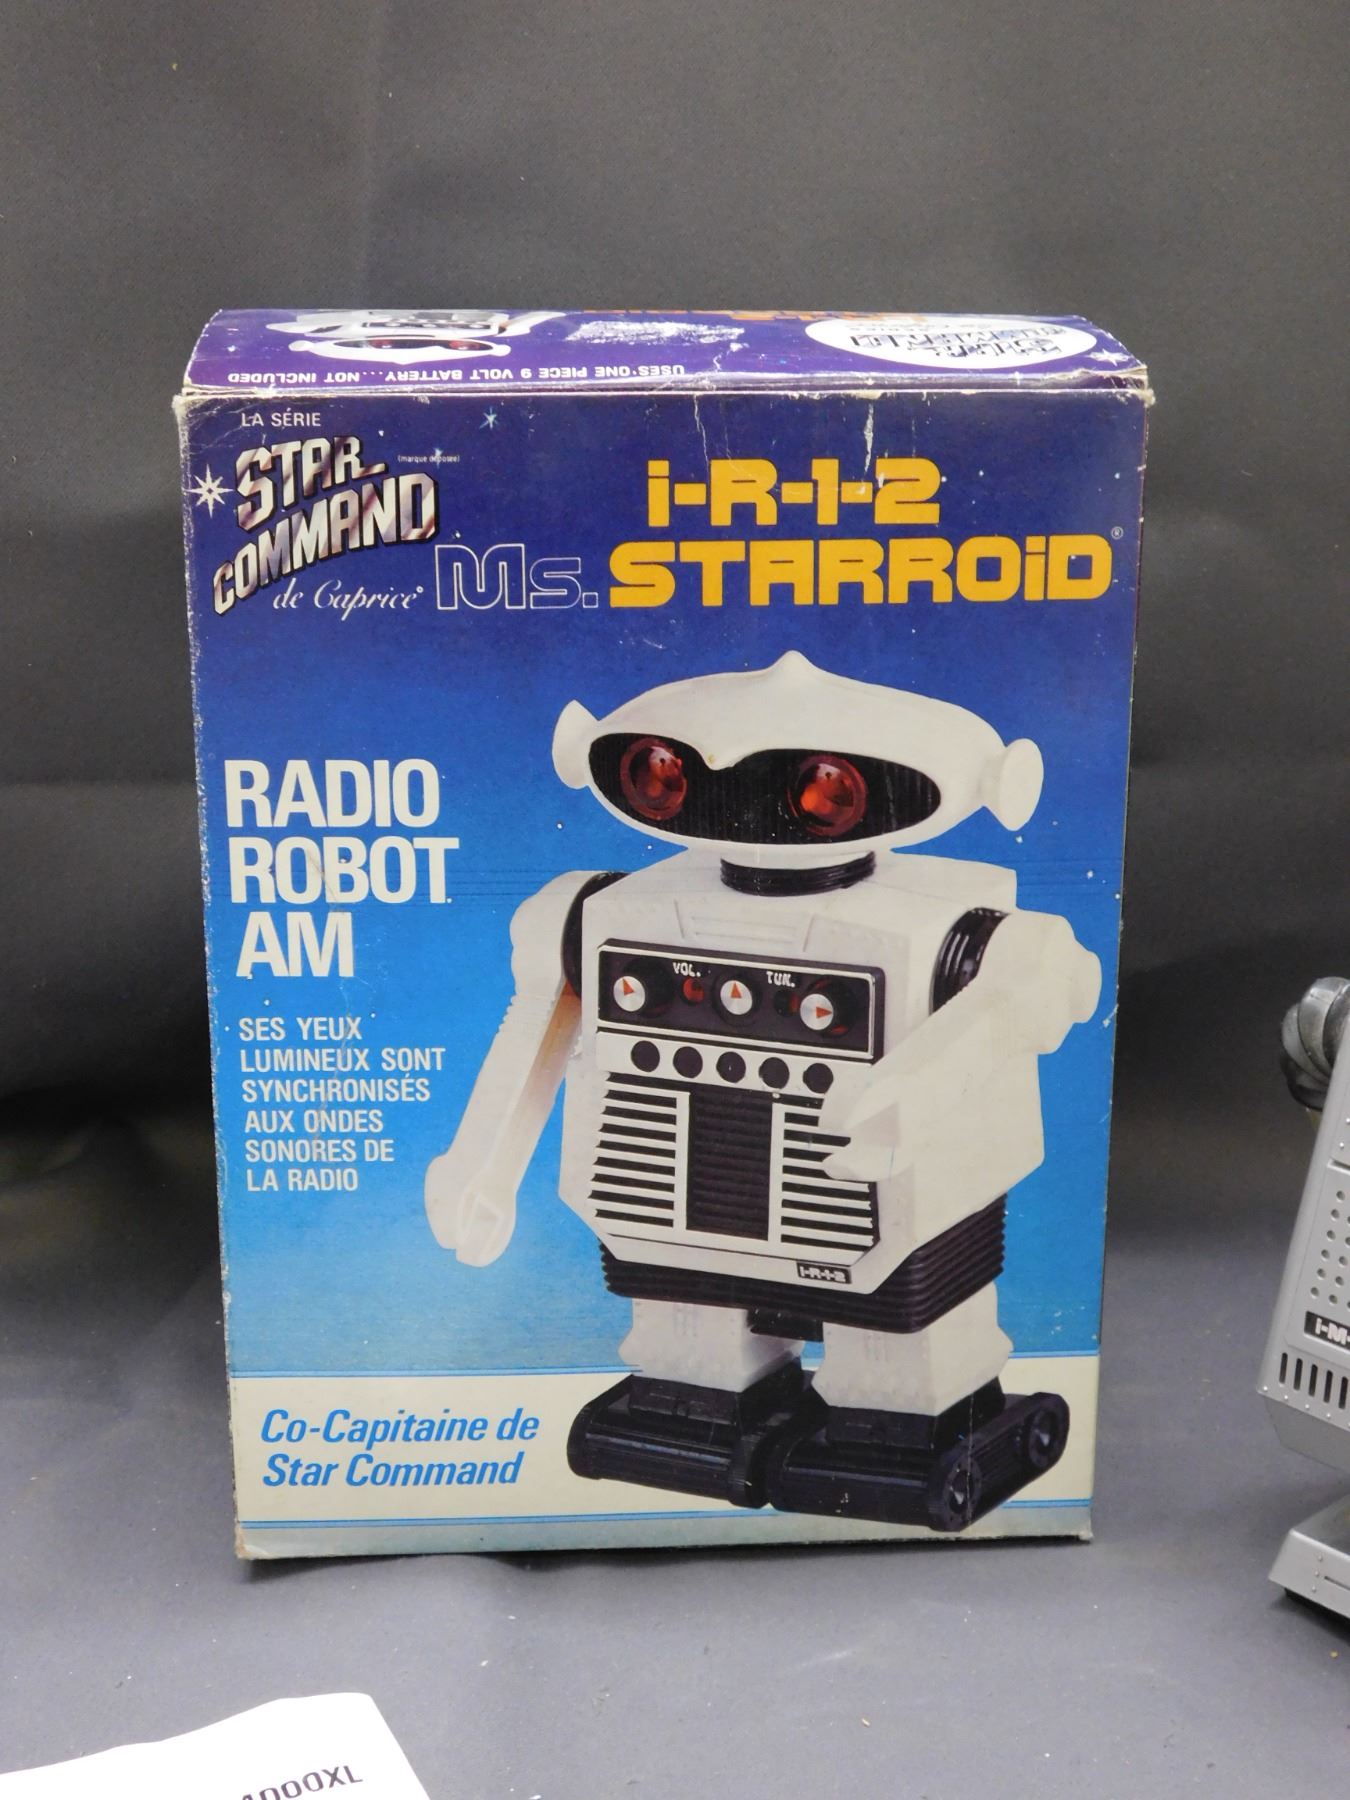 USES·ONE PIECE 9 VOLT BATTERY....NOT INCLUDED
LA SÉRIE
STAR
COMMAND
(marque déposée)
de Caprice
i-R-1-2
Ms. STARROiD®
RADIO
ROBOT
AM
SES YEUX
LUMINEUX SONT
SYNCHRONISÉS
AUX ONDES
SONORES DE
LA RADIO
VOL. TUN.
i-R-1-2
Co-Capitaine de
Star Command
i-M-
4000XL